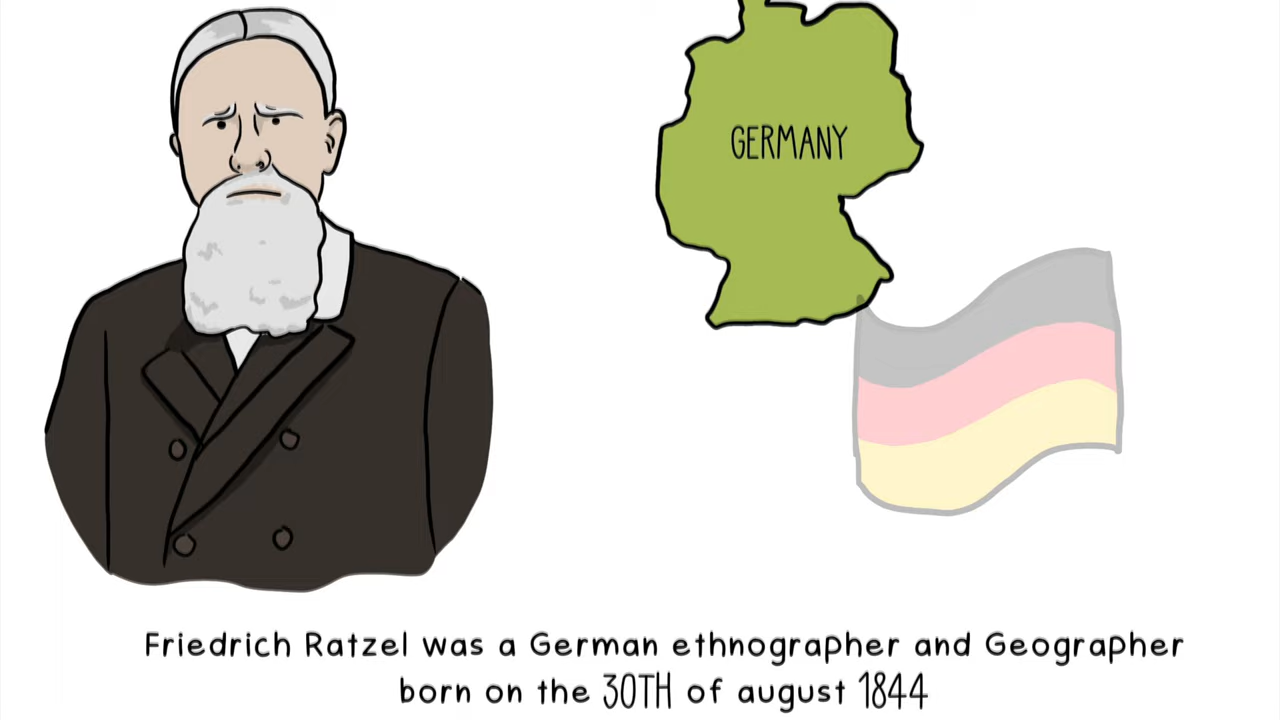 GERMANY
Friedrich Ratzel was a German ethnographer and Geographer
born on the 30TH of august 1844